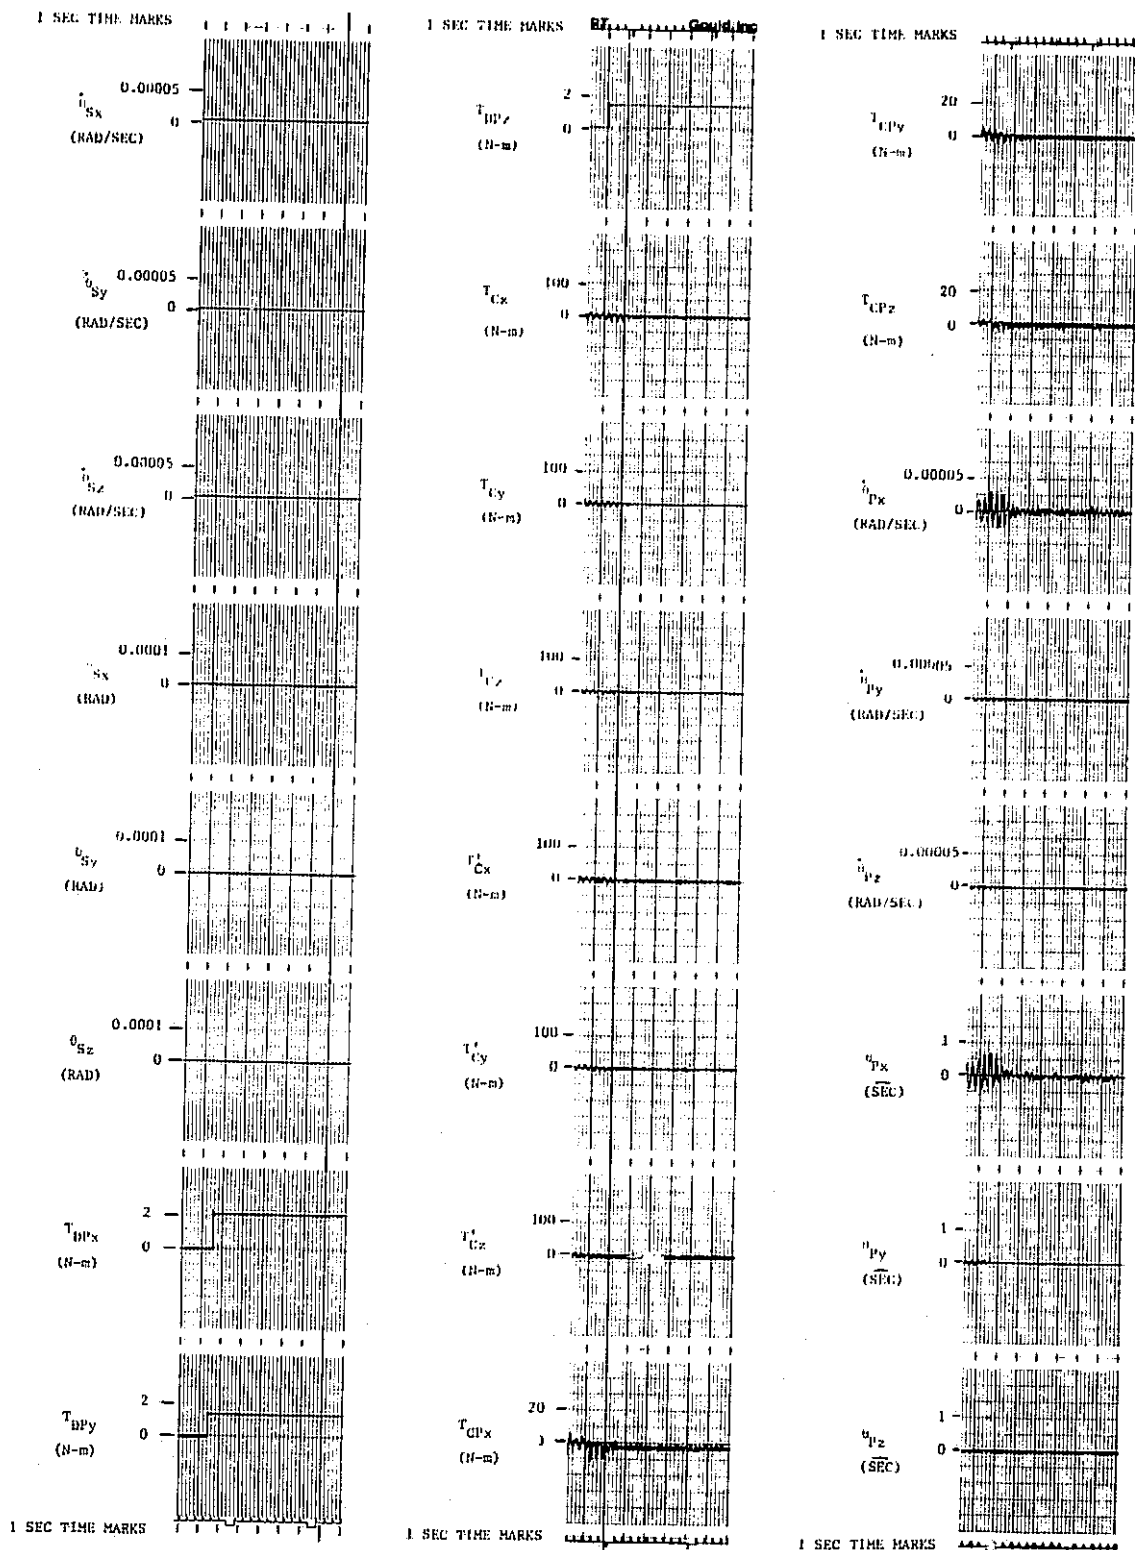 1 SEC TIME MARKS
0.00005
θ̇Sx
0
(RAD/SEC)
0.00005
θ̇Sy
0
(RAD/SEC)
0.00005
θ̇Sz
0
(RAD/SEC)
0.0001
θSx
0
(RAD)
0.0001
θSy
0
(RAD)
0.0001
θSz
0
(RAD)
2
TDPx
0
(N-m)
2
TDPy
0
(N-m)
1 SEC TIME MARKS
1 SEC TIME MARKS
Gould Inc
2
TDPz
0
(N-m)
100
TCx
0
(N-m)
100
TCy
0
(N-m)
100
TCz
0
(N-m)
100
T'Cx
0
(N-m)
100
T'Cy
0
(N-m)
100
T'Cz
0
(N-m)
20
TCPx
(N-m)
1 SEC TIME MARKS
1 SEC TIME MARKS
20
TCPy
0
(N-m)
20
TCPz
0
(N-m)
0.00005
θ̇Px
0
(RAD/SEC)
0.00005
θ̇Py
0
(RAD/SEC)
0.00005
θ̇Pz
0
(RAD/SEC)
1
θPx
0
(SEC)
1
θPy
0
(SEC)
1
θPz
0
(SEC)
1 SEC TIME MARKS